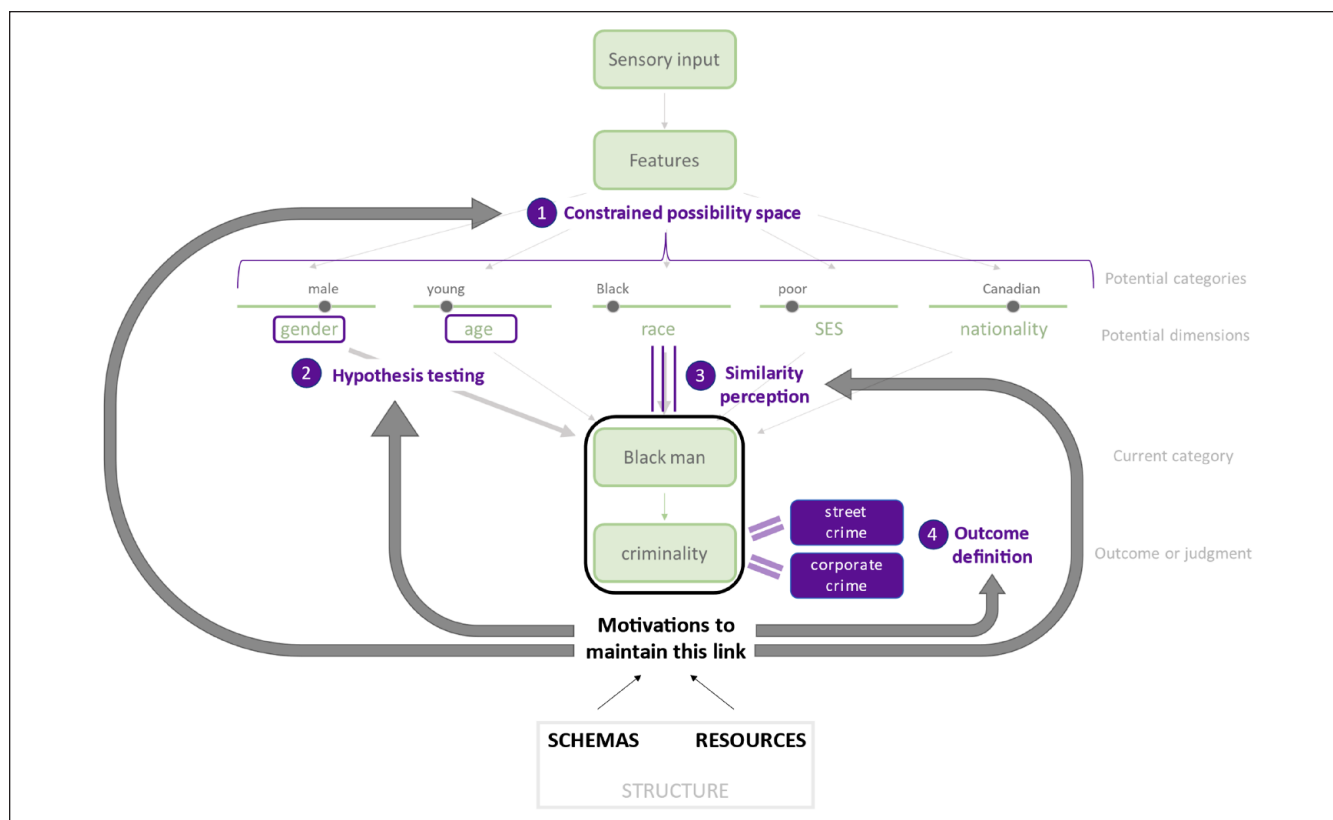 Sensory input
Features
1 Constrained possibility space
Potential categories
male
young
Black
poor
Canadian
gender
age
race
SES
nationality
Potential dimensions
2 Hypothesis testing
3 Similarity
perception
Black man
Current category
criminality
street
crime
corporate
crime
4 Outcome
definition
Outcome or judgment
Motivations to
maintain this link
SCHEMAS
RESOURCES
STRUCTURE